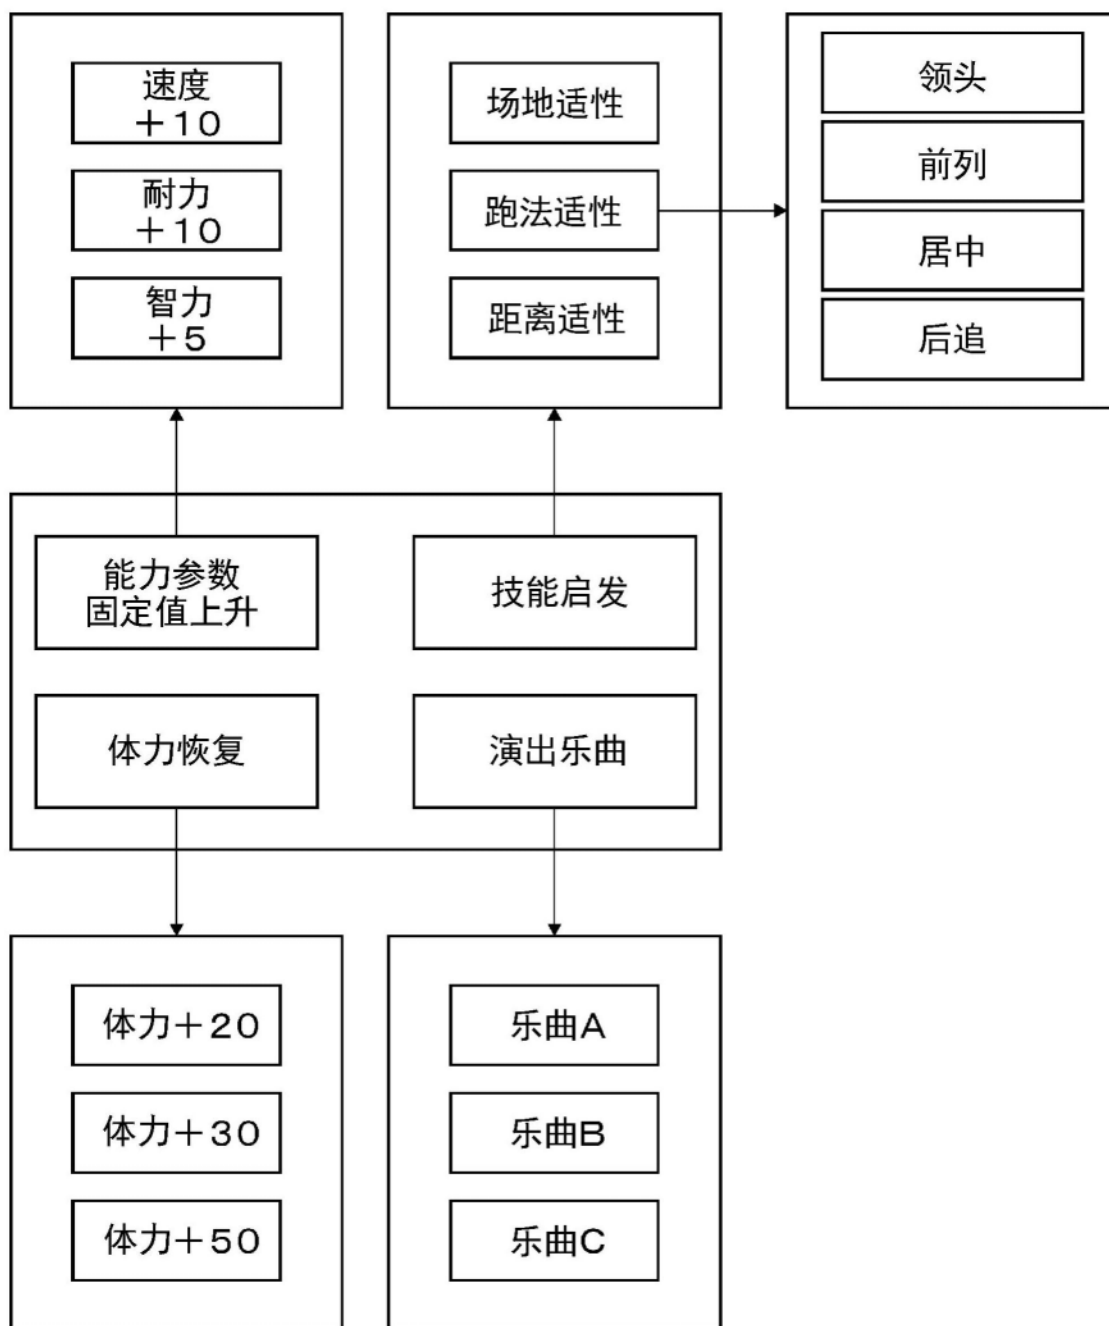 速度
＋１０
耐力
＋１０
智力
＋５
场地适性
跑法适性
距离适性
领头
前列
居中
后追
能力参数
固定值上升
技能启发
体力恢复
演出乐曲
体力＋２０
体力＋３０
体力＋５０
乐曲A
乐曲B
乐曲C